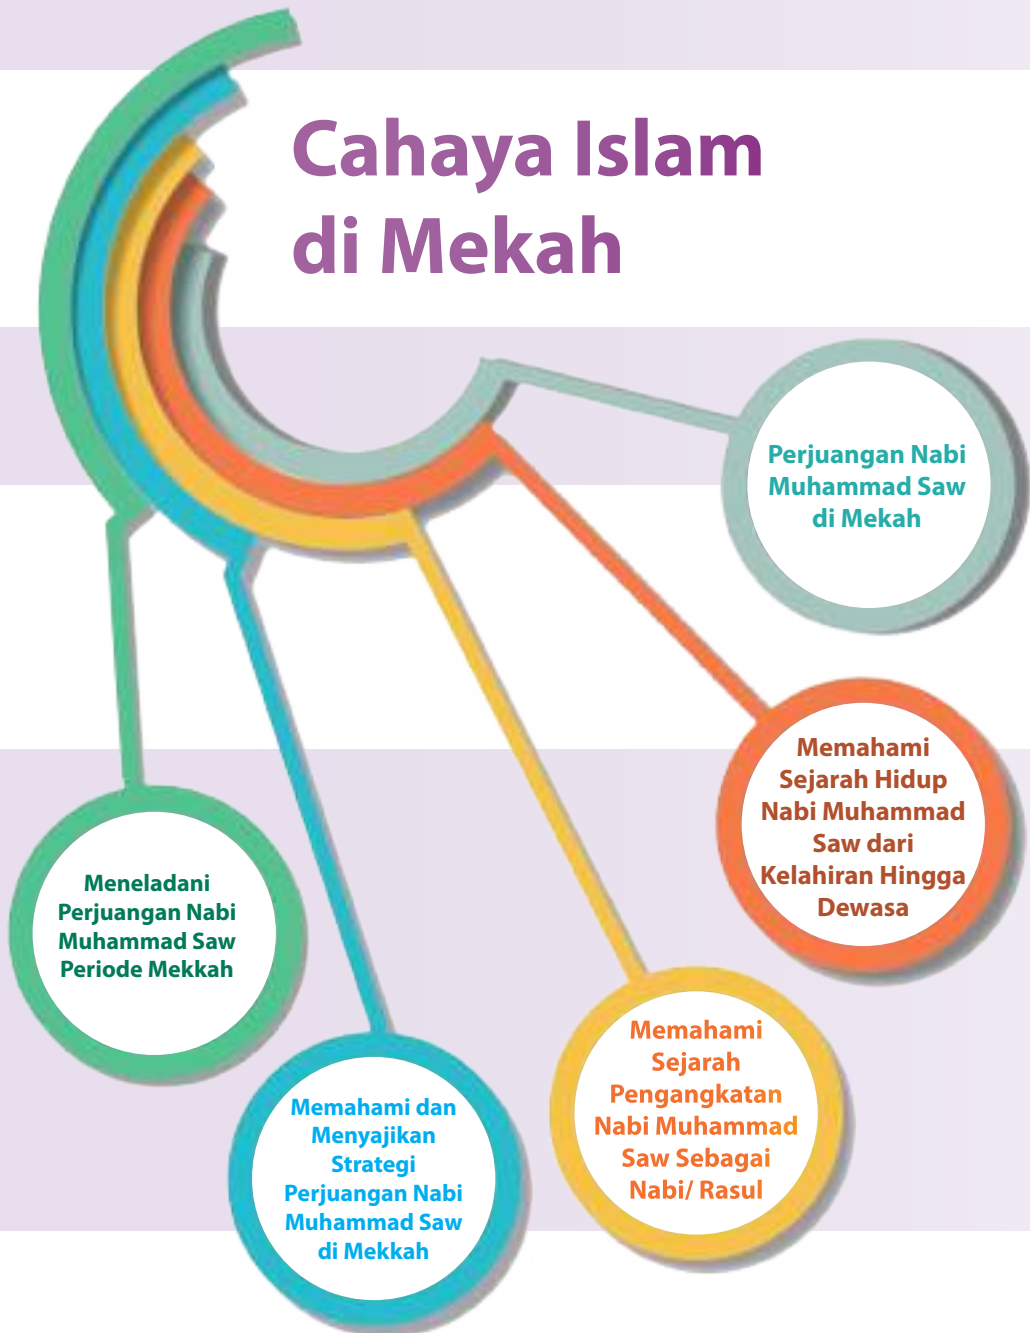 Cahaya Islam
di Mekah
Perjuangan Nabi
Muhammad Saw
di Mekah
Memahami
Sejarah Hidup
Nabi Muhammad
Saw dari
Kelahiran Hingga
Dewasa
Memahami
Sejarah
Pengangkatan
Nabi Muhammad
Saw Sebagai
Nabi/ Rasul
Memahami dan
Menyajikan
Strategi
Perjuangan Nabi
Muhammad Saw
di Mekkah
Meneladani
Perjuangan Nabi
Muhammad Saw
Periode Mekkah